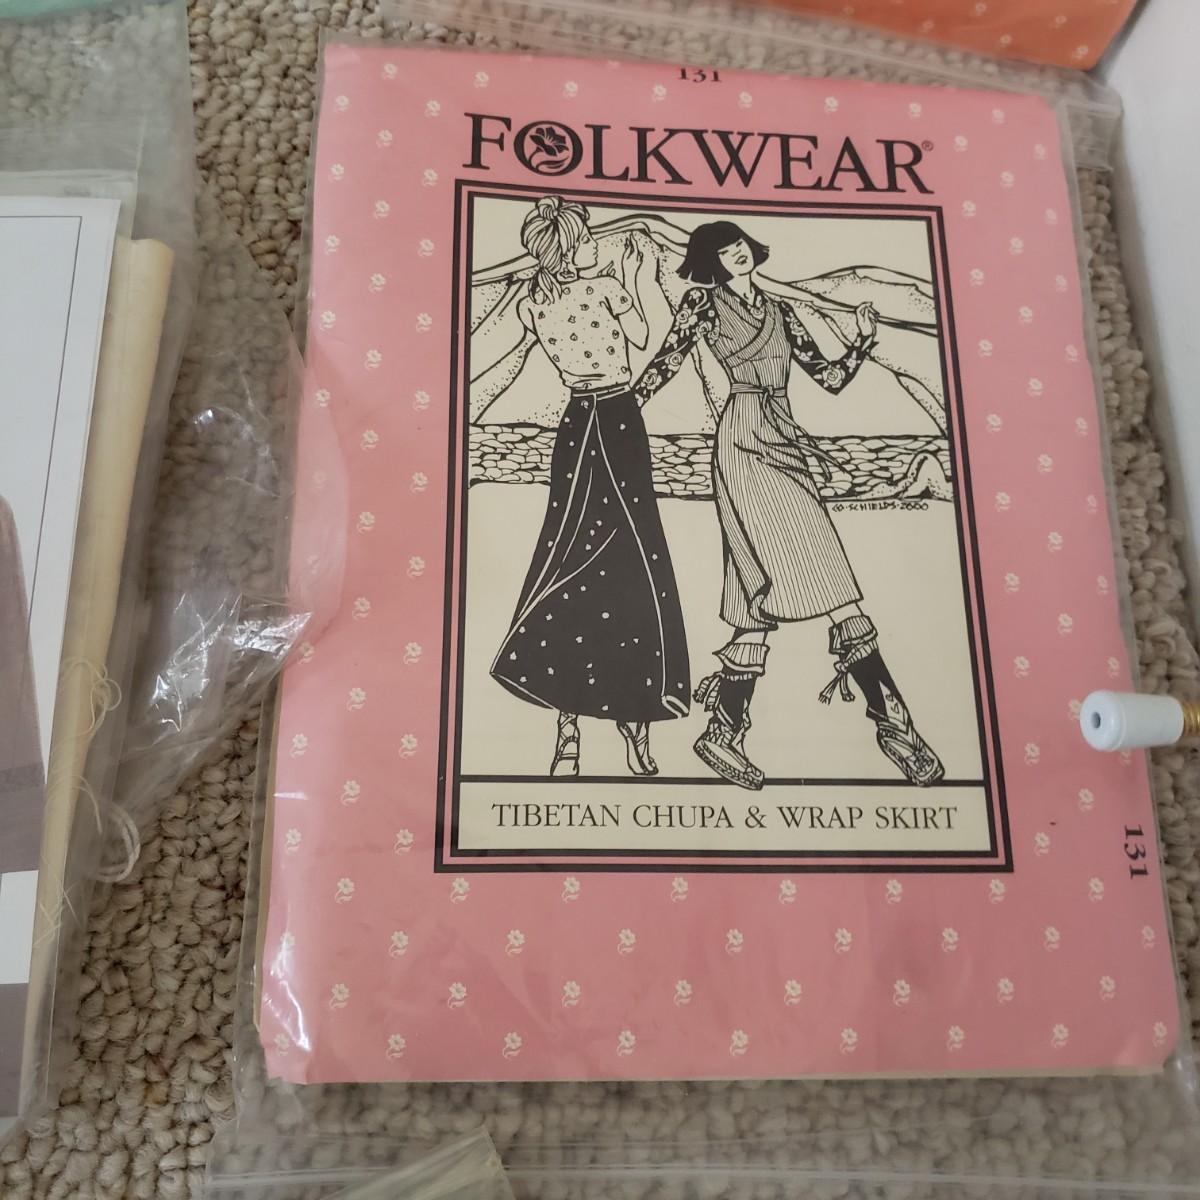 131
FOLKWEAR®
CO·SCHIELDS·2000
TIBETAN CHUPA & WRAP SKIRT
131